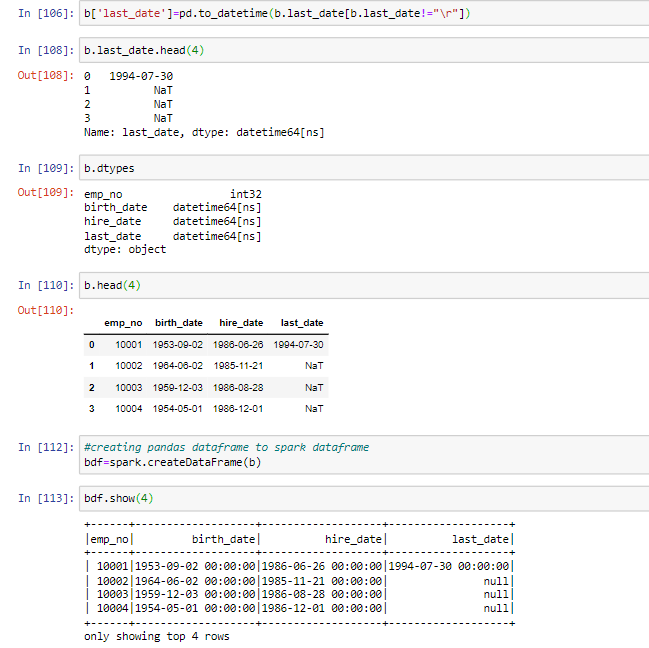 In [106]: b['last_date']=pd.to_datetime(b.last_date[b.last_date!="\r"])
In [108]: b.last_date.head(4)
Out[108]: 0   1994-07-30
1          NaT
2          NaT
3          NaT
Name: last_date, dtype: datetime64[ns]
In [109]: b.dtypes
Out[109]: emp_no                int32
birth_date    datetime64[ns]
hire_date     datetime64[ns]
last_date     datetime64[ns]
dtype: object
In [110]: b.head(4)
Out[110]:
emp_no birth_date hire_date last_date
0 10001 1953-09-02 1986-06-26 1994-07-30
1 10002 1964-06-02 1985-11-21 NaT
2 10003 1959-12-03 1986-08-28 NaT
3 10004 1954-05-01 1986-12-01 NaT
In [112]: #creating pandas dataframe to spark dataframe
bdf=spark.createDataFrame(b)
In [113]: bdf.show(4)
+------+-------------------+-------------------+-------------------+
|emp_no|         birth_date|          hire_date|          last_date|
+------+-------------------+-------------------+-------------------+
| 10001|1953-09-02 00:00:00|1986-06-26 00:00:00|1994-07-30 00:00:00|
| 10002|1964-06-02 00:00:00|1985-11-21 00:00:00|               null|
| 10003|1959-12-03 00:00:00|1986-08-28 00:00:00|               null|
| 10004|1954-05-01 00:00:00|1986-12-01 00:00:00|               null|
+------+-------------------+-------------------+-------------------+
only showing top 4 rows